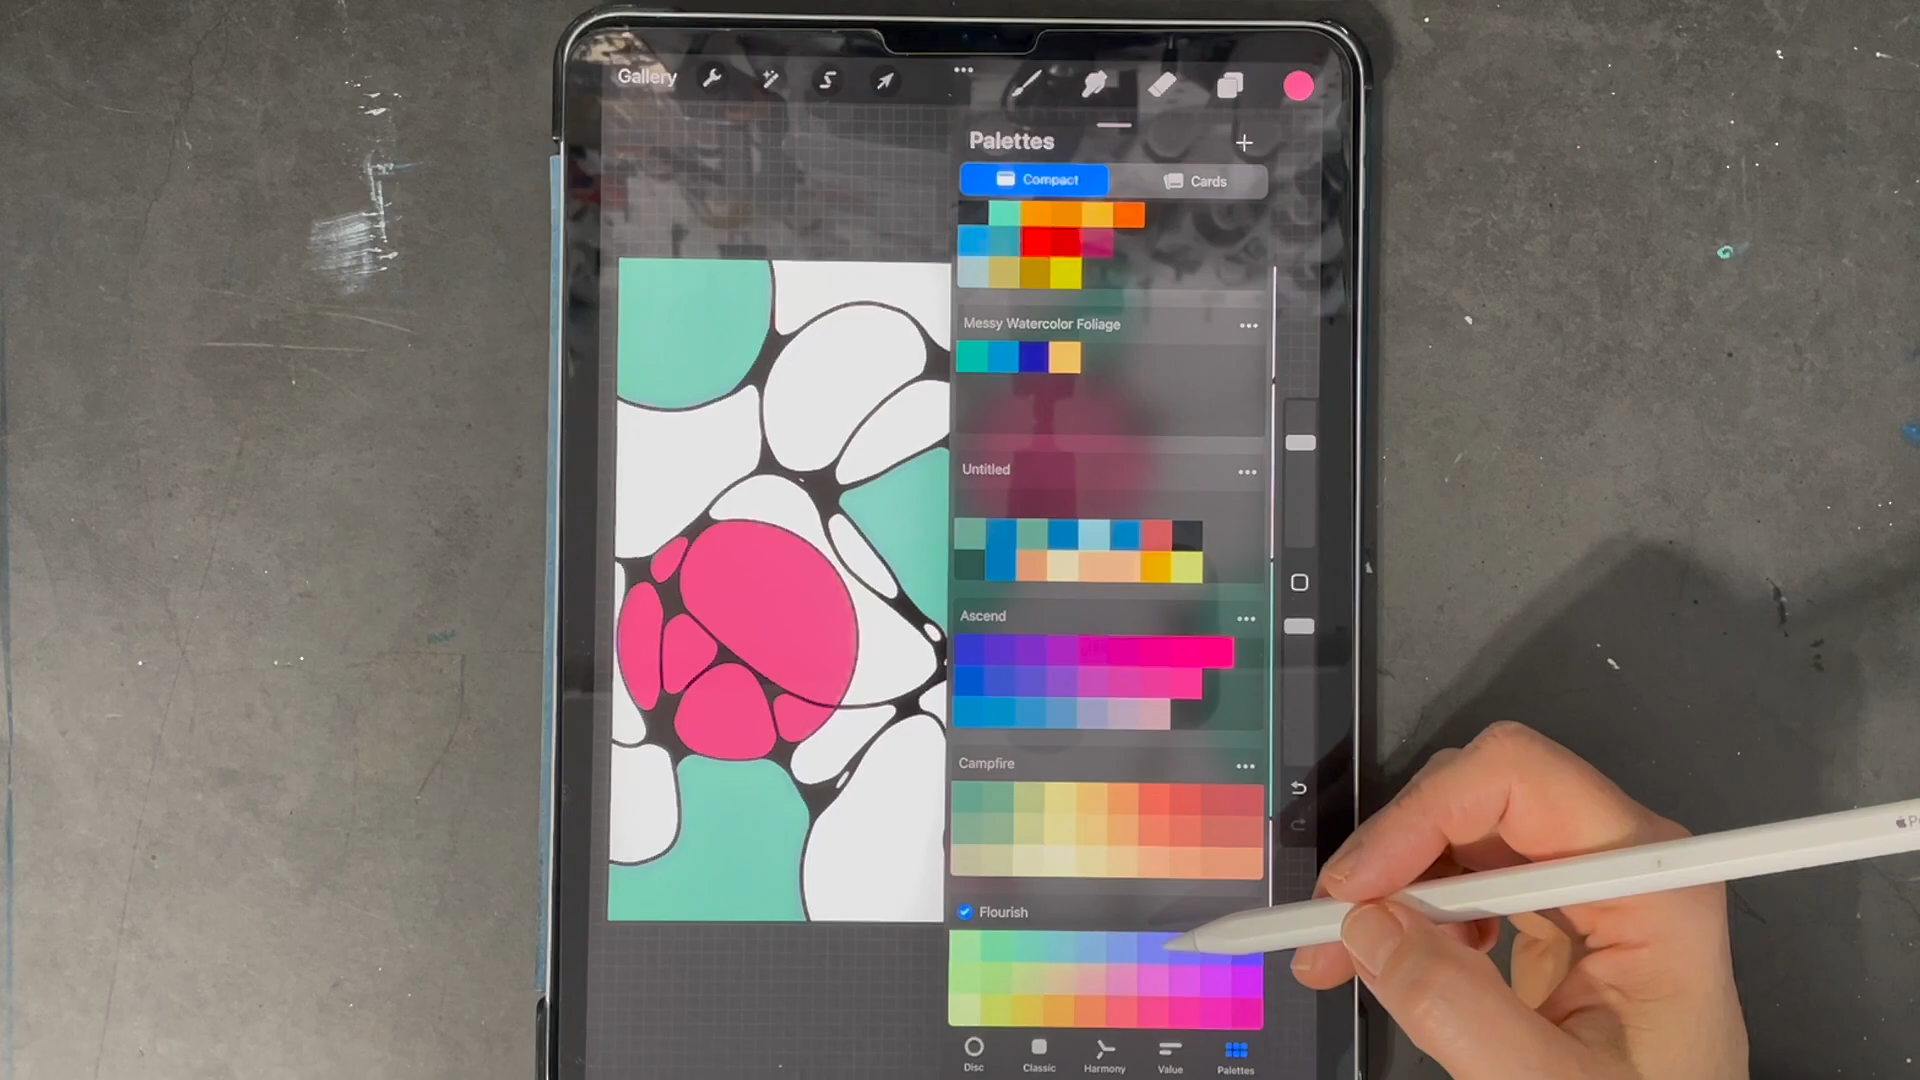 Gallery
Palettes
Compact
Cards
Messy Watercolor Foliage
Untitled
Ascend
Campfire
Flourish
Disc
Classic
Harmony
Value
Palettes